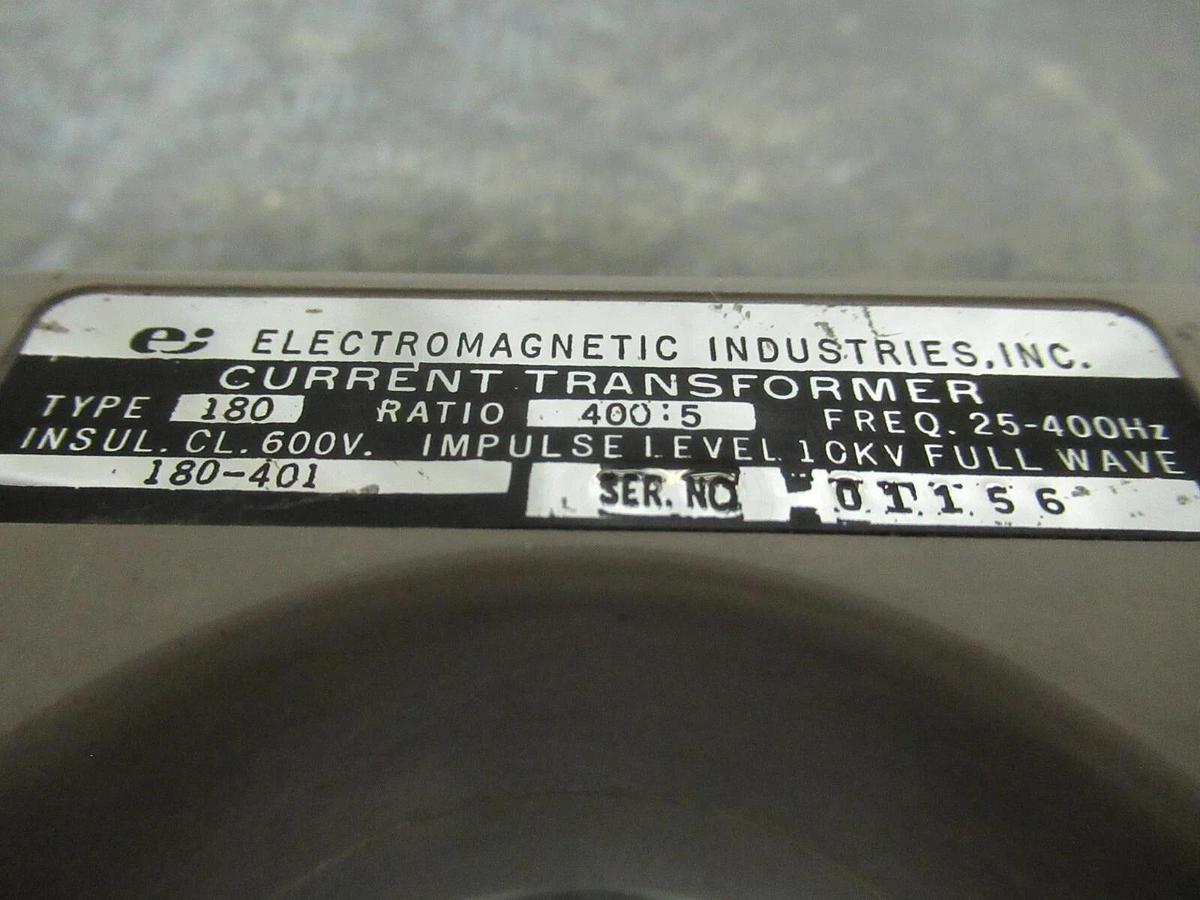 ei ELECTROMAGNETIC INDUSTRIES, INC.
CURRENT TRANSFORMER
TYPE 180 RATIO 400:5 FREQ. 25-400Hz
INSUL. CL. 600V. IMPULSE LEVEL 10KV FULL WAVE
180-401 SER. NO. 0T156